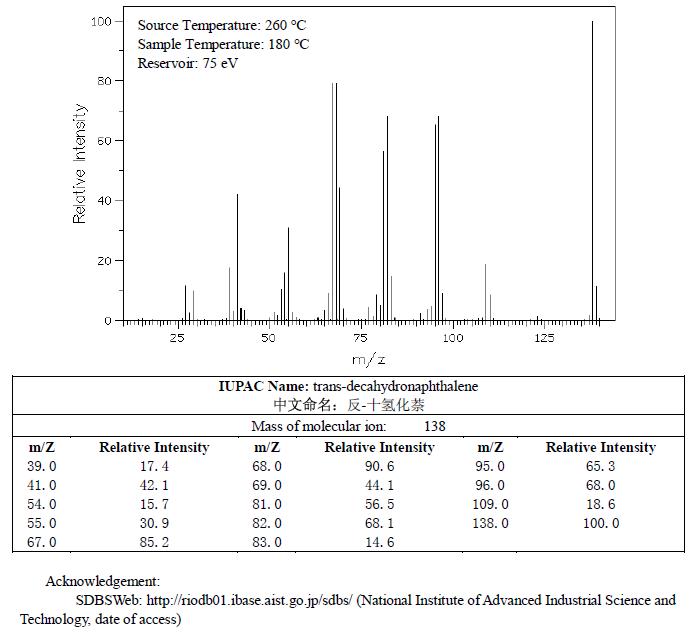 100
Source Temperature: 260 ℃
Sample Temperature: 180 ℃
Reservoir: 75 eV
80
60
40
20
0
Relative Intensity
25 50 75 100 125
m/z
IUPAC Name: trans-decahydronaphthalene
中文命名：反-十氢化萘
Mass of molecular ion: 138
m/Z Relative Intensity m/Z Relative Intensity m/Z Relative Intensity
39.0 17.4 68.0 90.6 95.0 65.3
41.0 42.1 69.0 44.1 96.0 68.0
54.0 15.7 81.0 56.5 109.0 18.6
55.0 30.9 82.0 68.1 138.0 100.0
67.0 85.2 83.0 14.6
Acknowledgement:
SDBSWeb: http://riodb01.ibase.aist.go.jp/sdbs/ (National Institute of Advanced Industrial Science and
Technology, date of access)